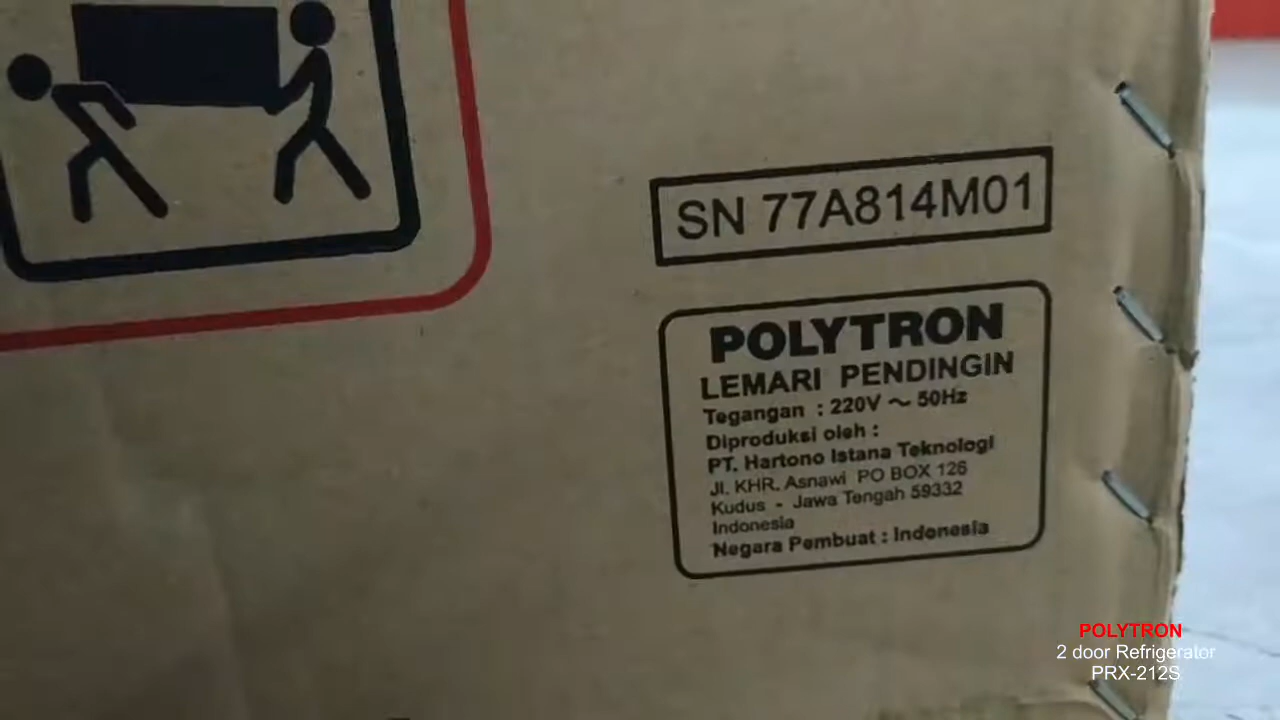 SN 77A814M01
POLYTRON
LEMARI PENDINGIN
Tegangan : 220V ~ 50Hz
Diproduksi oleh :
PT. Hartono Istana Teknologi
Jl. KHR. Asnawi PO BOX 126
Kudus - Jawa Tengah 59332
Indonesia
Negara Pembuat : Indonesia
POLYTRON
2 door Refrigerator
PRX-212S